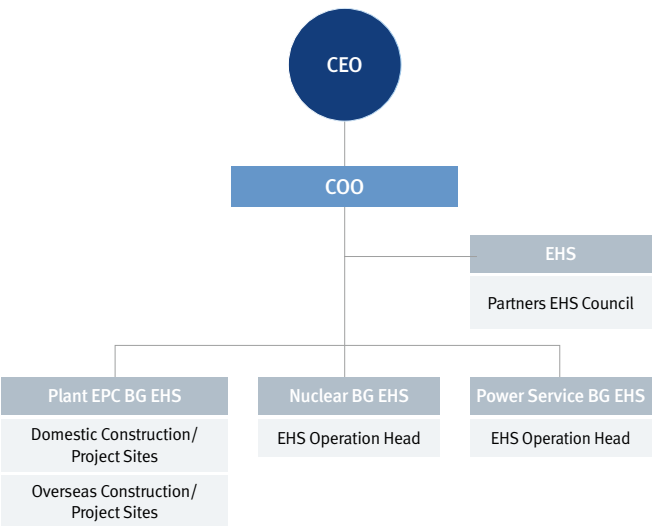 CEO
COO
EHS
Partners EHS Council
Plant EPC BG EHS
Domestic Construction/
Project Sites
Overseas Construction/
Project Sites
Nuclear BG EHS
EHS Operation Head
Power Service BG EHS
EHS Operation Head